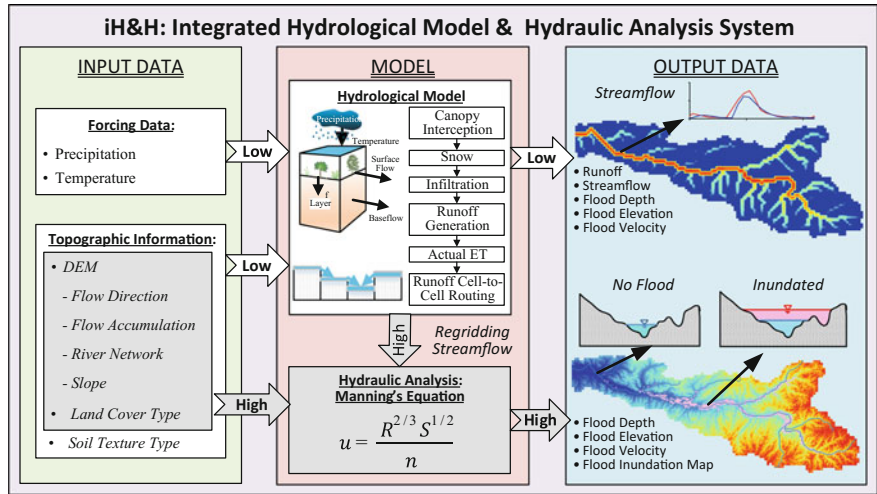 iH&H: Integrated Hydrological Model & Hydraulic Analysis System
INPUT DATA
Forcing Data:
• Precipitation
• Temperature
Topographic Information:
• DEM
- Flow Direction
- Flow Accumulation
- River Network
- Slope
• Land Cover Type
• Soil Texture Type
Low
Low
High
MODEL
Hydrological Model
Precipitation
Temperature
Surface
Flow
f
Layer
Baseflow
Canopy
Interception
Snow
Infiltration
Runoff
Generation
Actual ET
Runoff Cell-to-
Cell Routing
High
Regridding
Streamflow
Hydraulic Analysis:
Manning's Equation
u = R^{2/3} S^{1/2} / n
Low
High
OUTPUT DATA
Streamflow
• Runoff
• Streamflow
• Flood Depth
• Flood Elevation
• Flood Velocity
No Flood
Inundated
• Flood Depth
• Flood Elevation
• Flood Velocity
• Flood Inundation Map